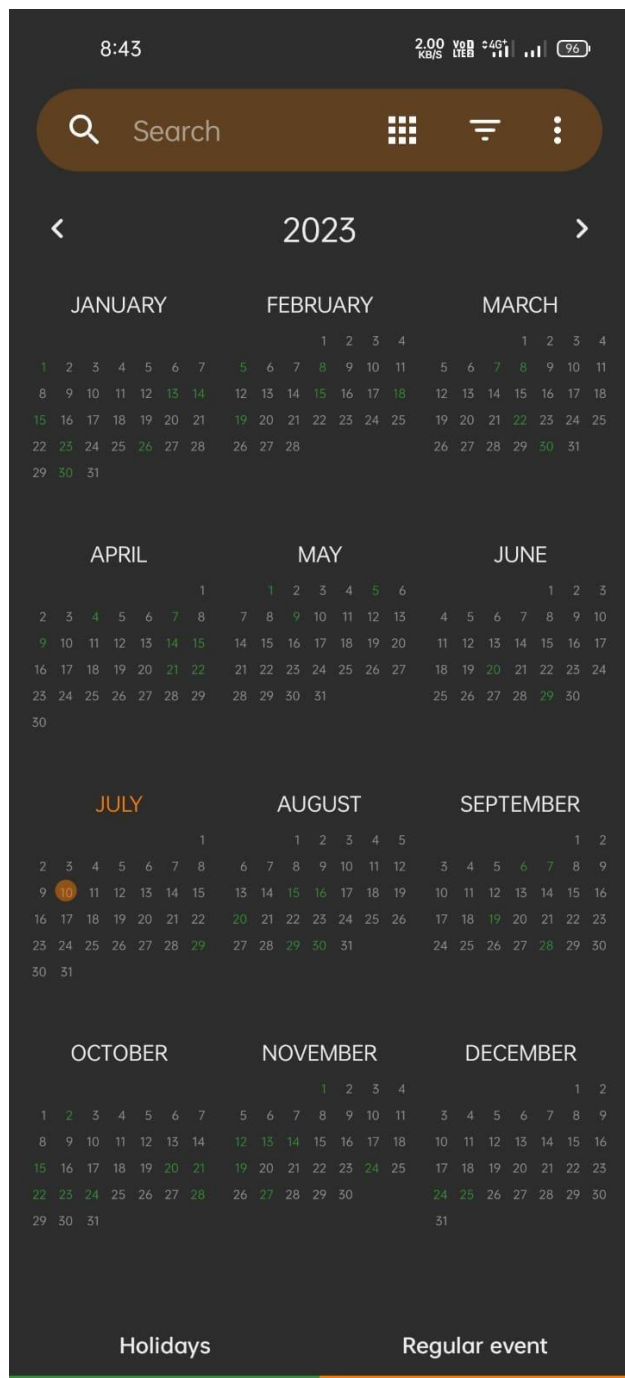 8:43 2.00 KB/S VoD LTED 4G+ 96
Search
2023
JANUARY FEBRUARY MARCH
1 2 3 4 1 2 3 4
1 2 3 4 5 6 7 5 6 7 8 9 10 11 5 6 7 8 9 10 11
8 9 10 11 12 13 14 12 13 14 15 16 17 18 12 13 14 15 16 17 18
15 16 17 18 19 20 21 19 20 21 22 23 24 25 19 20 21 22 23 24 25
22 23 24 25 26 27 28 26 27 28 26 27 28 29 30 31
29 30 31
APRIL MAY JUNE
1 1 2 3 4 5 6 1 2 3
2 3 4 5 6 7 8 7 8 9 10 11 12 13 4 5 6 7 8 9 10
9 10 11 12 13 14 15 14 15 16 17 18 19 20 11 12 13 14 15 16 17
16 17 18 19 20 21 22 21 22 23 24 25 26 27 18 19 20 21 22 23 24
23 24 25 26 27 28 29 28 29 30 31 25 26 27 28 29 30
30
JULY AUGUST SEPTEMBER
1 1 2 3 4 5 1 2
2 3 4 5 6 7 8 6 7 8 9 10 11 12 3 4 5 6 7 8 9
9 10 11 12 13 14 15 13 14 15 16 17 18 19 10 11 12 13 14 15 16
16 17 18 19 20 21 22 20 21 22 23 24 25 26 17 18 19 20 21 22 23
23 24 25 26 27 28 29 27 28 29 30 31 24 25 26 27 28 29 30
30 31
OCTOBER NOVEMBER DECEMBER
1 2 3 4 1 2
1 2 3 4 5 6 7 5 6 7 8 9 10 11 3 4 5 6 7 8 9
8 9 10 11 12 13 14 12 13 14 15 16 17 18 10 11 12 13 14 15 16
15 16 17 18 19 20 21 19 20 21 22 23 24 25 17 18 19 20 21 22 23
22 23 24 25 26 27 28 26 27 28 29 30 24 25 26 27 28 29 30
29 30 31 31
Holidays Regular event